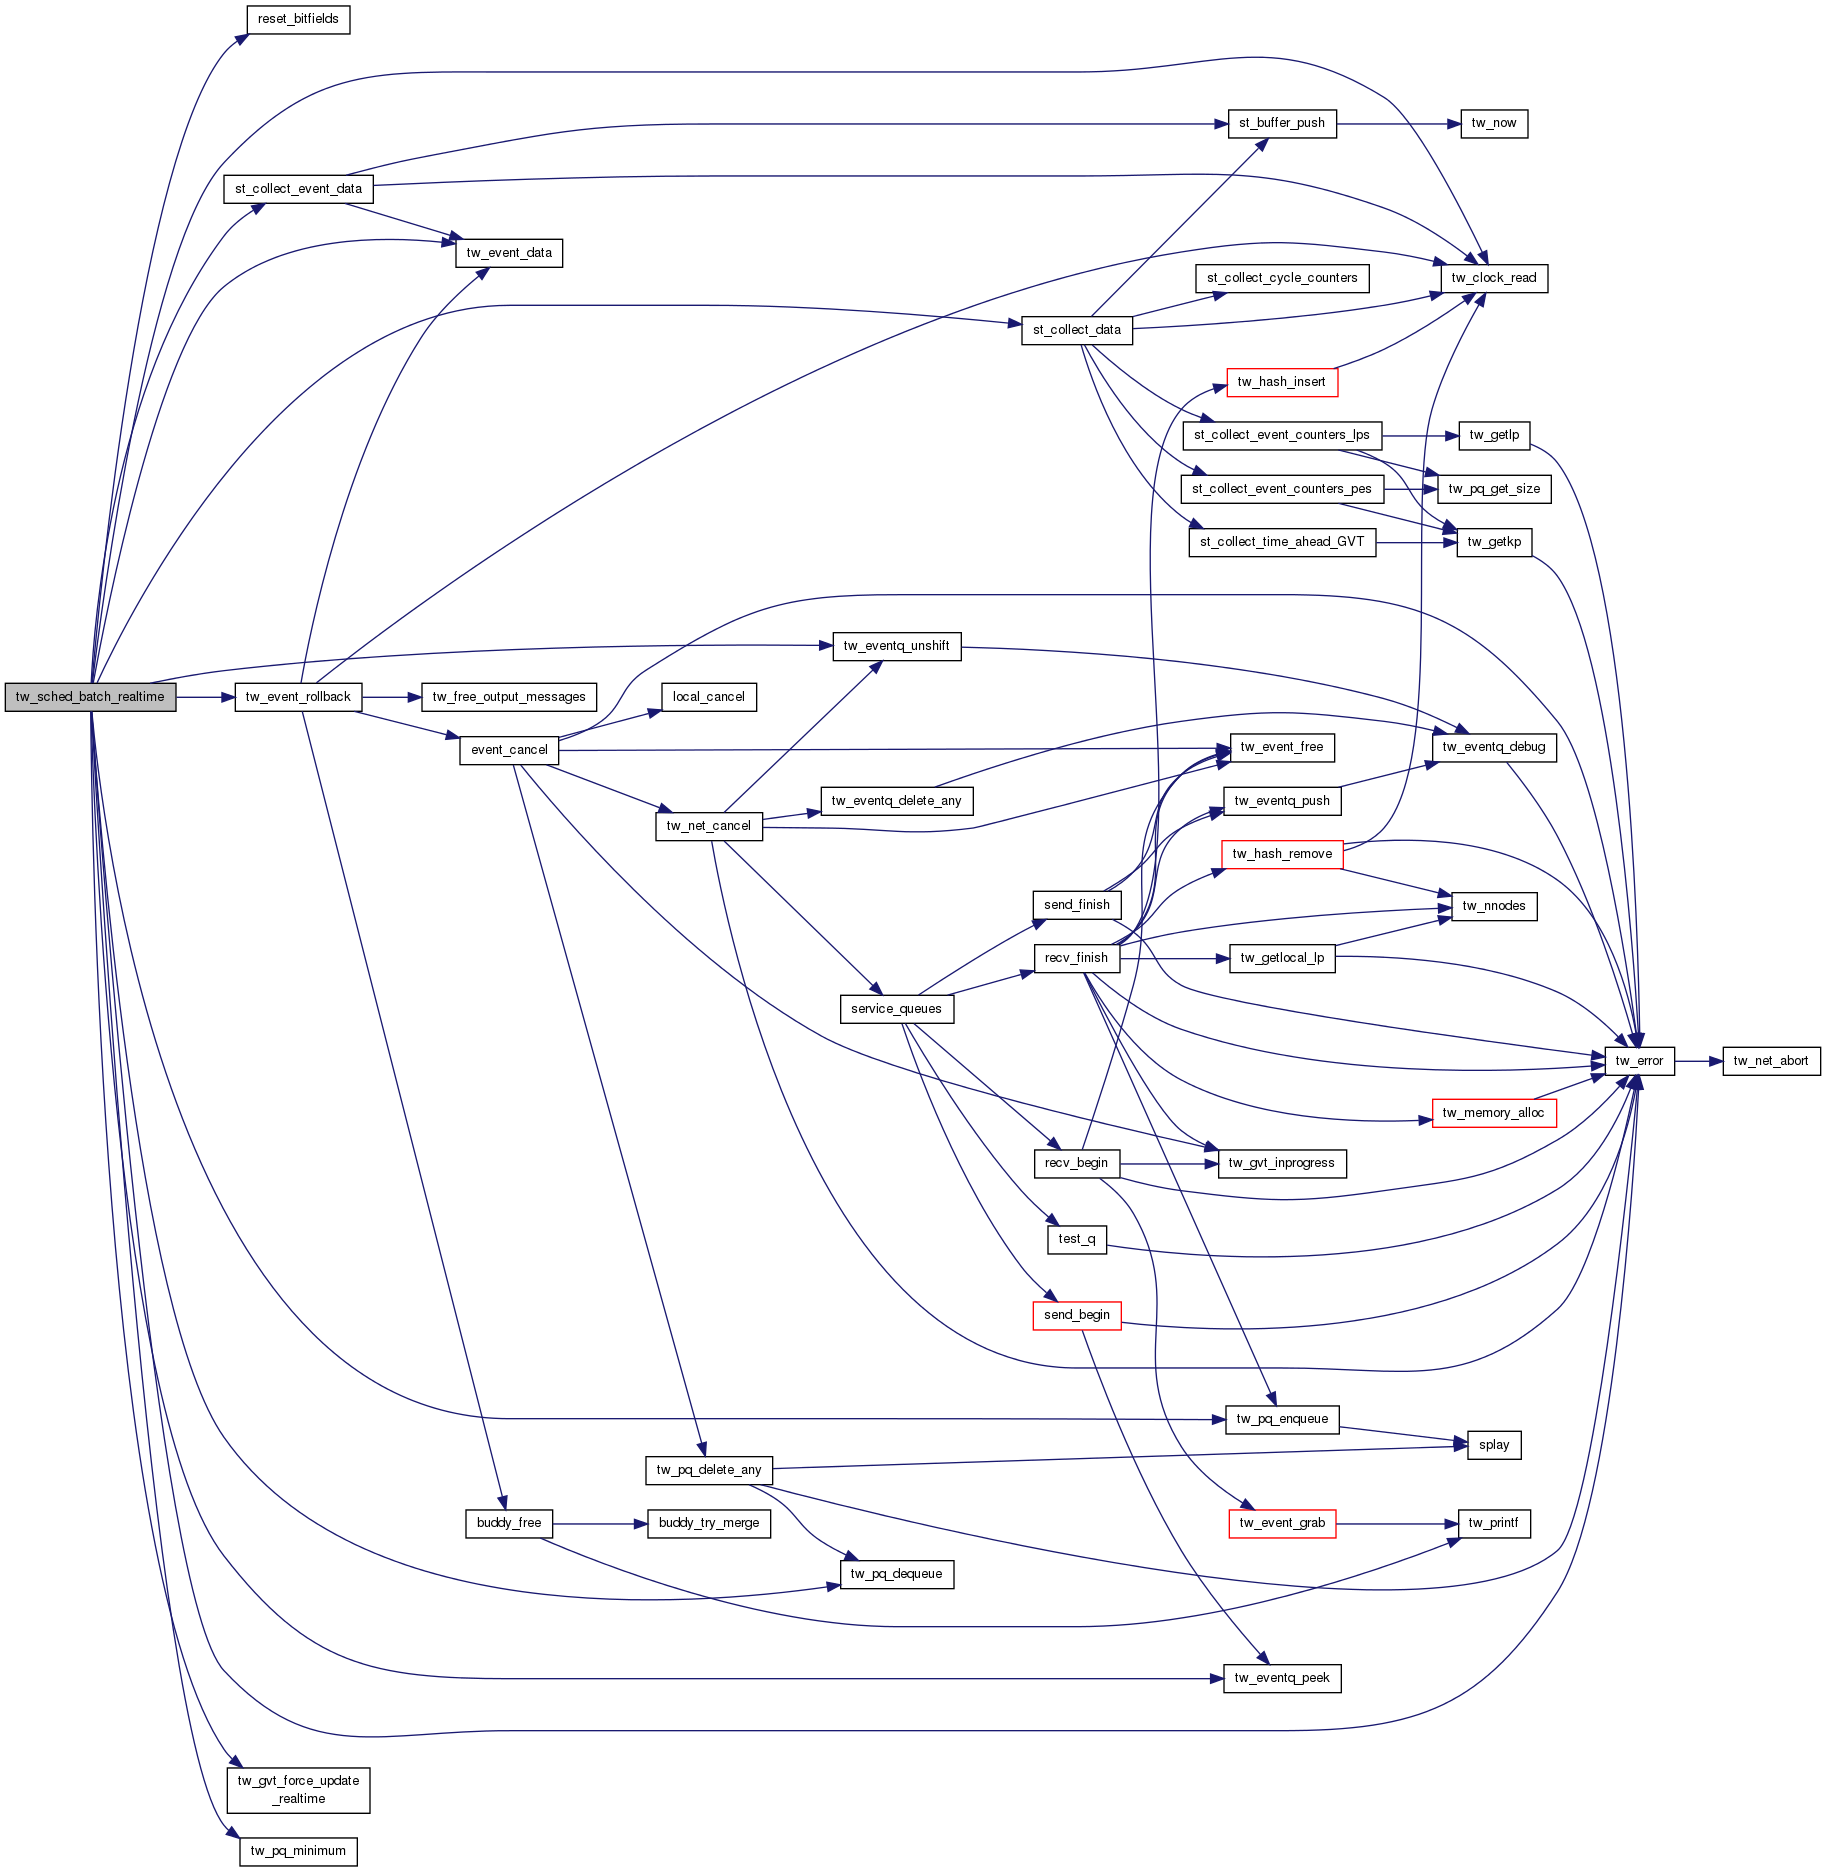 reset_bitfields
st_buffer_push
tw_now
st_collect_event_data
tw_event_data
st_collect_cycle_counters
tw_clock_read
st_collect_data
tw_hash_insert
st_collect_event_counters_lps
tw_getlp
st_collect_event_counters_pes
tw_pq_get_size
st_collect_time_ahead_GVT
tw_getkp
tw_eventq_unshift
tw_sched_batch_realtime
tw_event_rollback
tw_free_output_messages
local_cancel
event_cancel
tw_event_free
tw_eventq_debug
tw_eventq_delete_any
tw_eventq_push
tw_net_cancel
tw_hash_remove
send_finish
tw_nnodes
recv_finish
tw_getlocal_lp
service_queues
tw_error
tw_net_abort
tw_memory_alloc
recv_begin
tw_gvt_inprogress
test_q
send_begin
tw_pq_enqueue
splay
tw_pq_delete_any
buddy_free
buddy_try_merge
tw_event_grab
tw_printf
tw_pq_dequeue
tw_eventq_peek
tw_gvt_force_update
_realtime
tw_pq_minimum